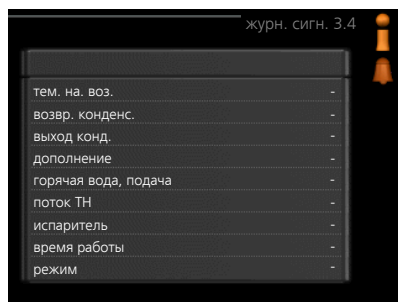 журн. сигн. 3.4
тем. на. воз. -
возвр. конденс. -
выход конд. -
дополнение -
горячая вода, подача -
поток ТН -
испаритель -
время работы -
режим -